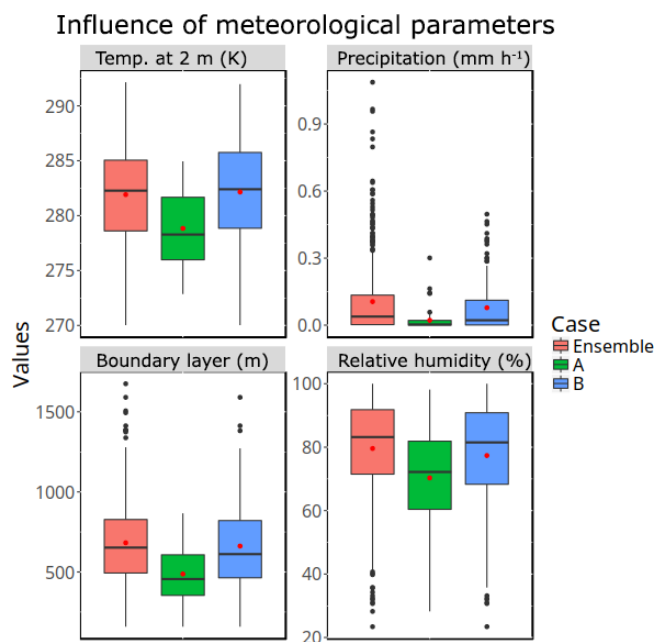 Influence of meteorological parameters
Temp. at 2 m (K)
Precipitation (mm h⁻¹)
290
285
280
275
270
0.9
0.6
0.3
0.0
Values
Boundary layer (m)
Relative humidity (%)
1500
1000
500
100
80
60
40
20
Case
Ensemble
A
B